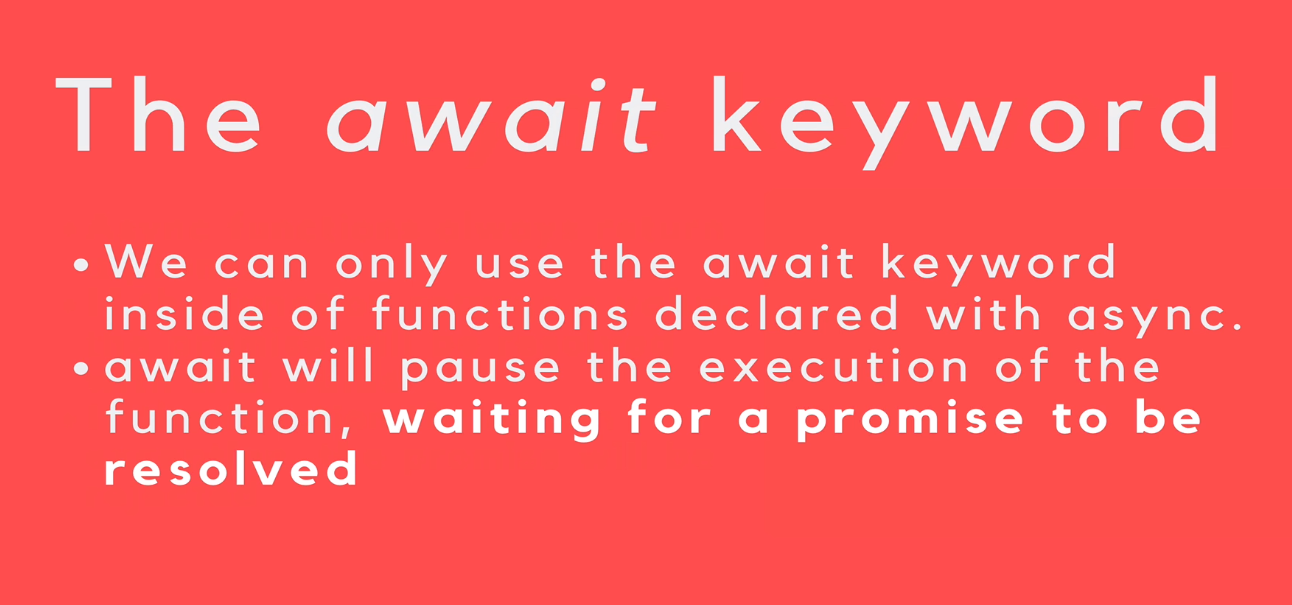 The await keyword
• We can only use the await keyword
inside of functions declared with async.
• await will pause the execution of the
function, waiting for a promise to be
resolved